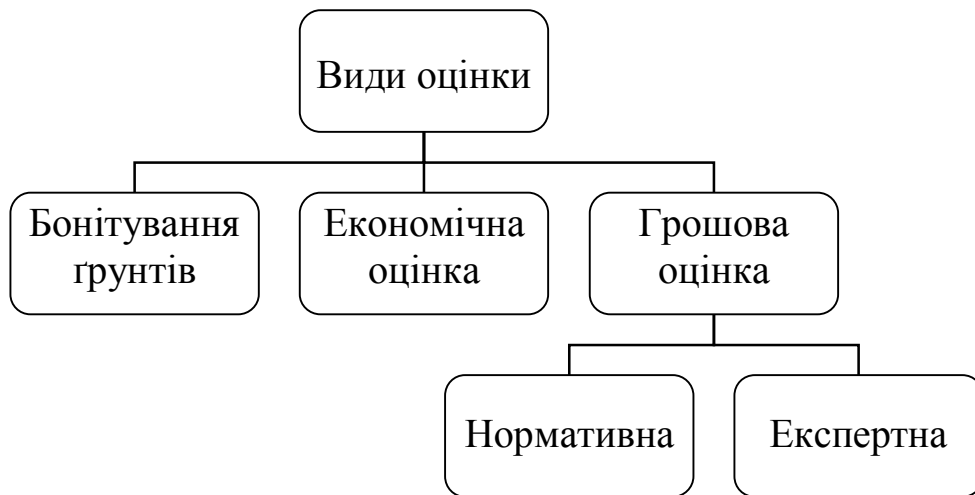 Види оцінки
Бонітування
ґрунтів
Економічна
оцінка
Грошова
оцінка
Нормативна
Експертна